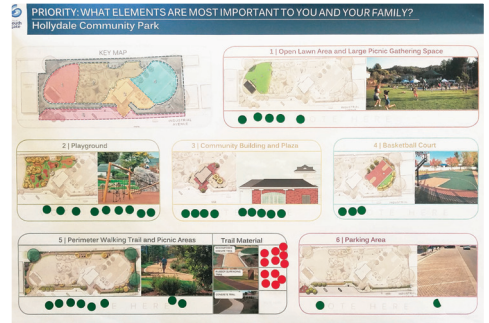 PRIORITY: WHAT ELEMENTS ARE MOST IMPORTANT TO YOU AND YOUR FAMILY?
Hollydale Community Park
KEY MAP
1 | Open Lawn Area and Large Picnic Gathering Space
2 | Playground
3 | Community Building and Plaza
4 | Basketball Court
5 | Perimeter Walking Trail and Picnic Areas
Trail Material
6 | Parking Area